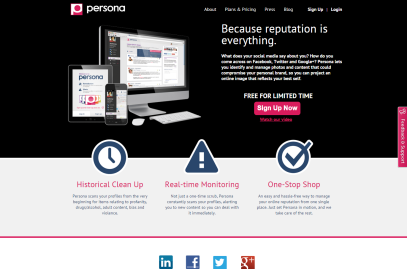 persona
About Plans & Pricing Press Blog Sign Up | Login
Because reputation is
everything.
What does your social media say about you? How do you
come across on Facebook, Twitter and Google+? Persona lets
you identify and manage photos and content that could
compromise your personal brand, so you can project an
online image that reflects your best self!
FREE FOR LIMITED TIME
Sign Up Now
Watch our video
persona
Feedback & Support
Historical Clean Up
Real-time Monitoring
One-Stop Shop
Persona scans your profiles from the very
beginning for items relating to profanity,
drugs/alcohol, adult content, bias and
violence.
Not just a one-time scrub, Persona
constantly scans your profiles, alerting
you to new content so you can deal with
it immediately.
An easy and hassle-free way to manage
your online reputation from one single
place. Just set Persona in motion, and we
take care of the rest.